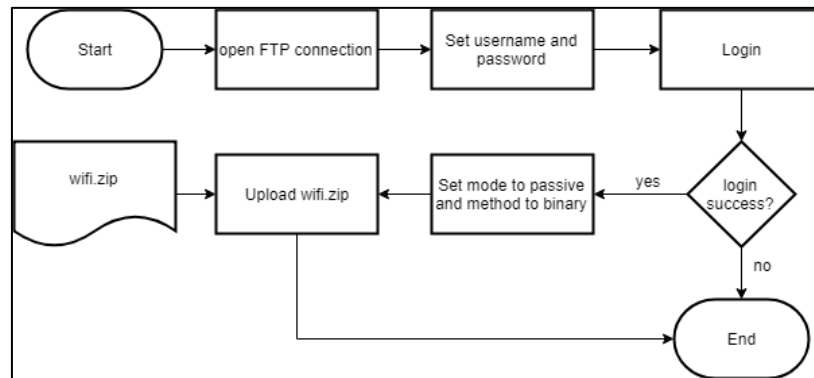 Start
open FTP connection
Set username and
password
Login
wifi.zip
Upload wifi.zip
Set mode to passive
and method to binary
yes
login
success?
no
End